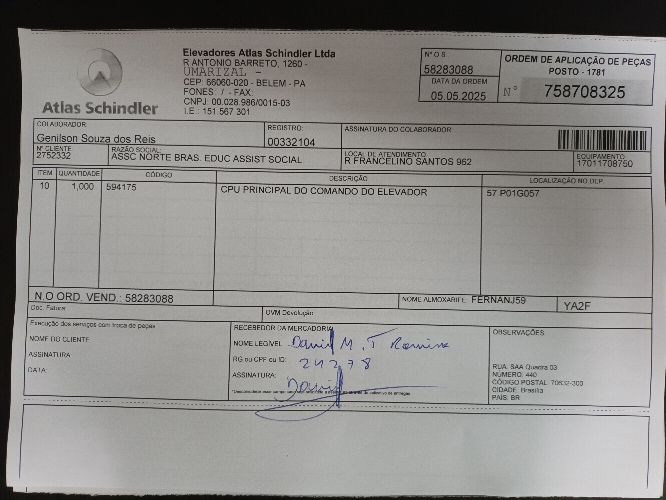 Atlas Schindler
Elevadores Atlas Schindler Ltda
R ANTONIO BARRETO, 1260 -
UMARIZAL -
CEP: 66060-020 - BELEM - PA
FONES: / - FAX:
CNPJ: 00.028.986/0015-03
I.E.: 151.567.301
Nº O.S.
58283088
DATA DA ORDEM
05.05.2025
ORDEM DE APLICAÇÃO DE PEÇAS
POSTO - 1781
Nº 758708325
COLABORADOR:
Genilson Souza dos Reis
REGISTRO:
00332104
ASSINATURA DO COLABORADOR
Nº CLIENTE
2752332
RAZÃO SOCIAL:
ASSC NORTE BRAS. EDUC ASSIST SOCIAL
LOCAL DE ATENDIMENTO
R FRANCELINO SANTOS 962
EQUIPAMENTO
17011708750
ITEM QUANTIDADE CÓDIGO DESCRIÇÃO LOCALIZAÇÃO NO DEP.
10 1,000 594175 CPU PRINCIPAL DO COMANDO DO ELEVADOR 57 P01G057
N.O ORD. VEND.: 58283088
NOME ALMOXARIFE: FERNANJ59
YA2F
Doc. Fatura:
OVM Devolução:
Execução dos serviços com troca de peças
NOME DO CLIENTE
ASSINATURA
DATA:
RECEBEDOR DA MERCADORIA
NOME LEGÍVEL: Daniel M. T
RG ou CPF ou ID: 24278
ASSINATURA:
OBSERVAÇÕES:
RUA: SAA Quadra 03
NÚMERO: 440
CÓDIGO POSTAL: 70632-300
CIDADE: Brasília
PAÍS: BR